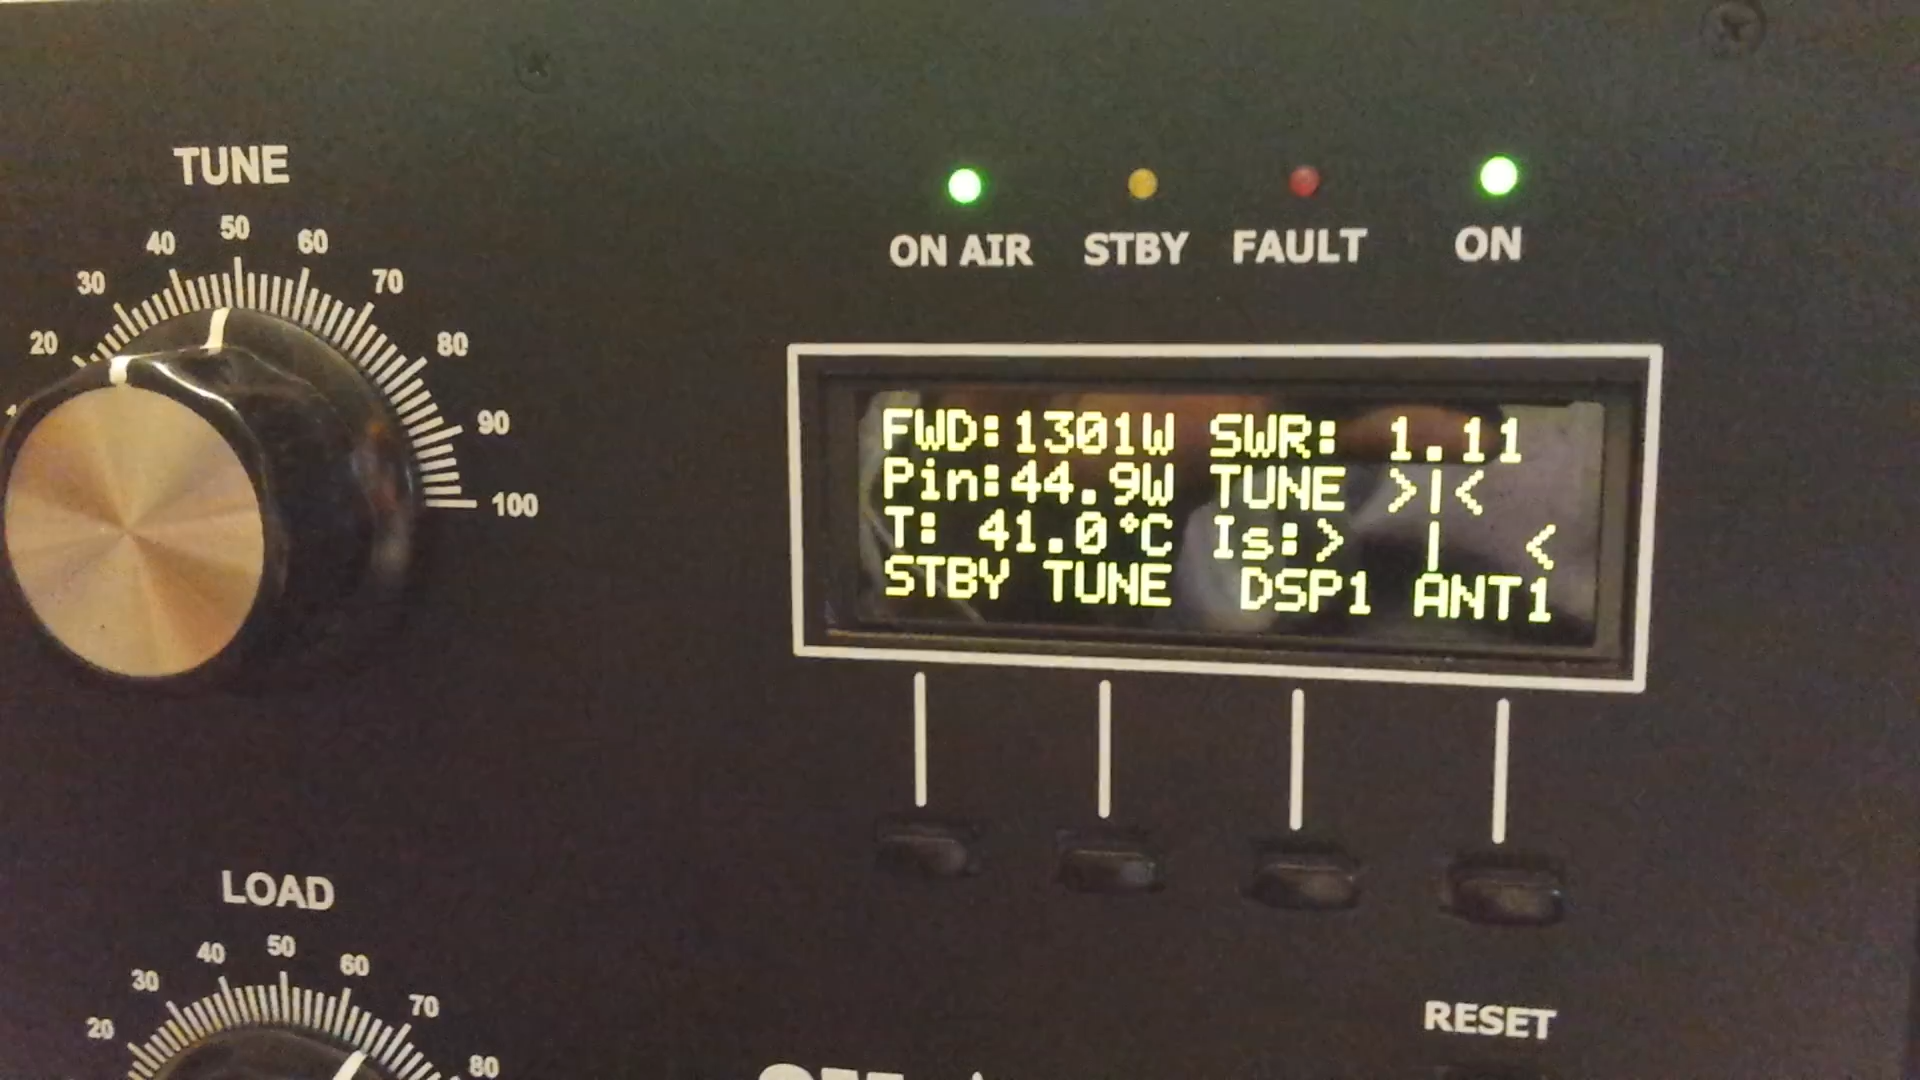 TUNE
20 30 40 50 60 70 80 90 100
ON AIR STBY FAULT ON
FWD:1301W SWR: 1.11
Pin:44.9W TUNE >|<
T: 41.0°C Is:> | <
STBY TUNE DSP1 ANT1
LOAD
20 30 40 50 60 70 80
RESET